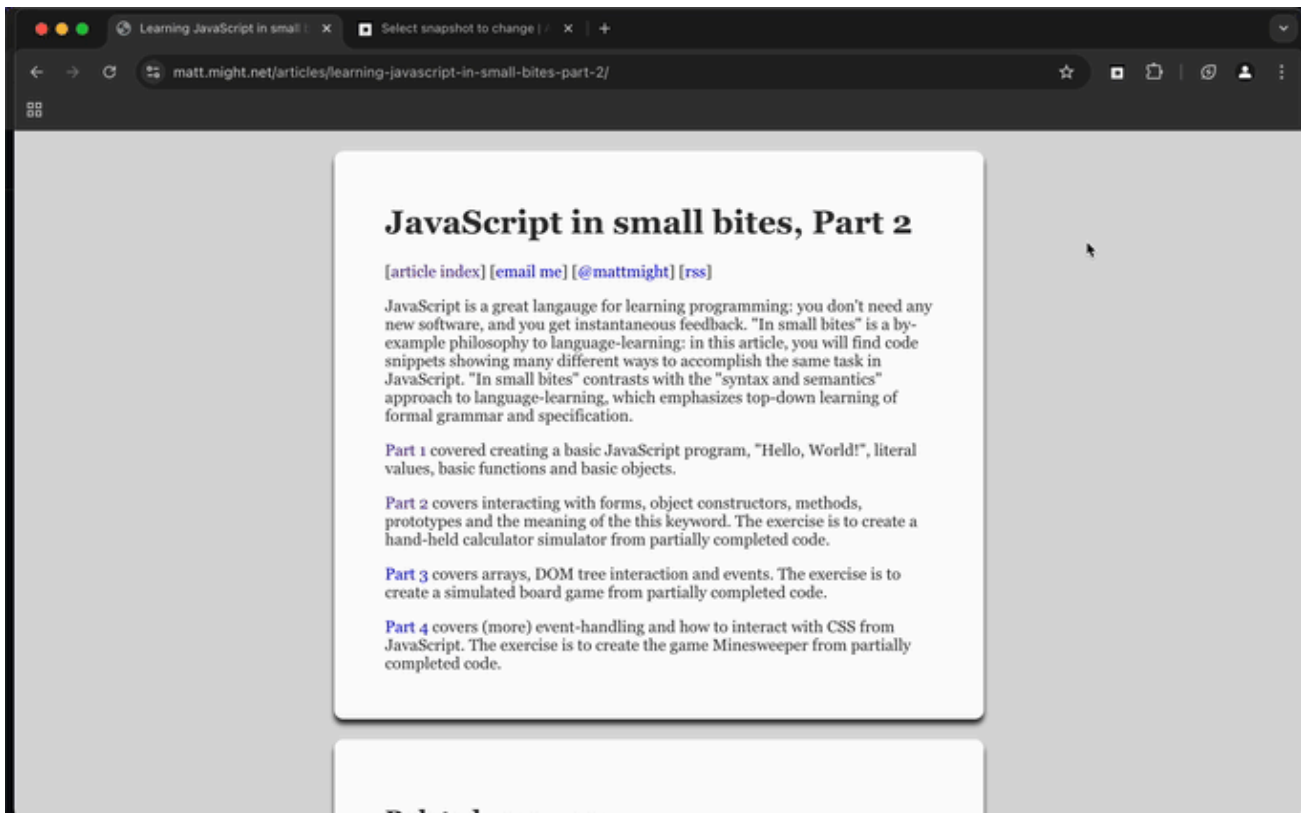 Learning JavaScript in small
Select snapshot to change |
matt.might.net/articles/learning-javascript-in-small-bites-part-2/
JavaScript in small bites, Part 2
[article index] [email me] [@mattmight] [rss]
JavaScript is a great langauge for learning programming: you don't need any
new software, and you get instantaneous feedback. "In small bites" is a by-
example philosophy to language-learning: in this article, you will find code
snippets showing many different ways to accomplish the same task in
JavaScript. "In small bites" contrasts with the "syntax and semantics"
approach to language-learning, which emphasizes top-down learning of
formal grammar and specification.
Part 1 covered creating a basic JavaScript program, "Hello, World!", literal
values, basic functions and basic objects.
Part 2 covers interacting with forms, object constructors, methods,
prototypes and the meaning of the this keyword. The exercise is to create a
hand-held calculator simulator from partially completed code.
Part 3 covers arrays, DOM tree interaction and events. The exercise is to
create a simulated board game from partially completed code.
Part 4 covers (more) event-handling and how to interact with CSS from
JavaScript. The exercise is to create the game Minesweeper from partially
completed code.